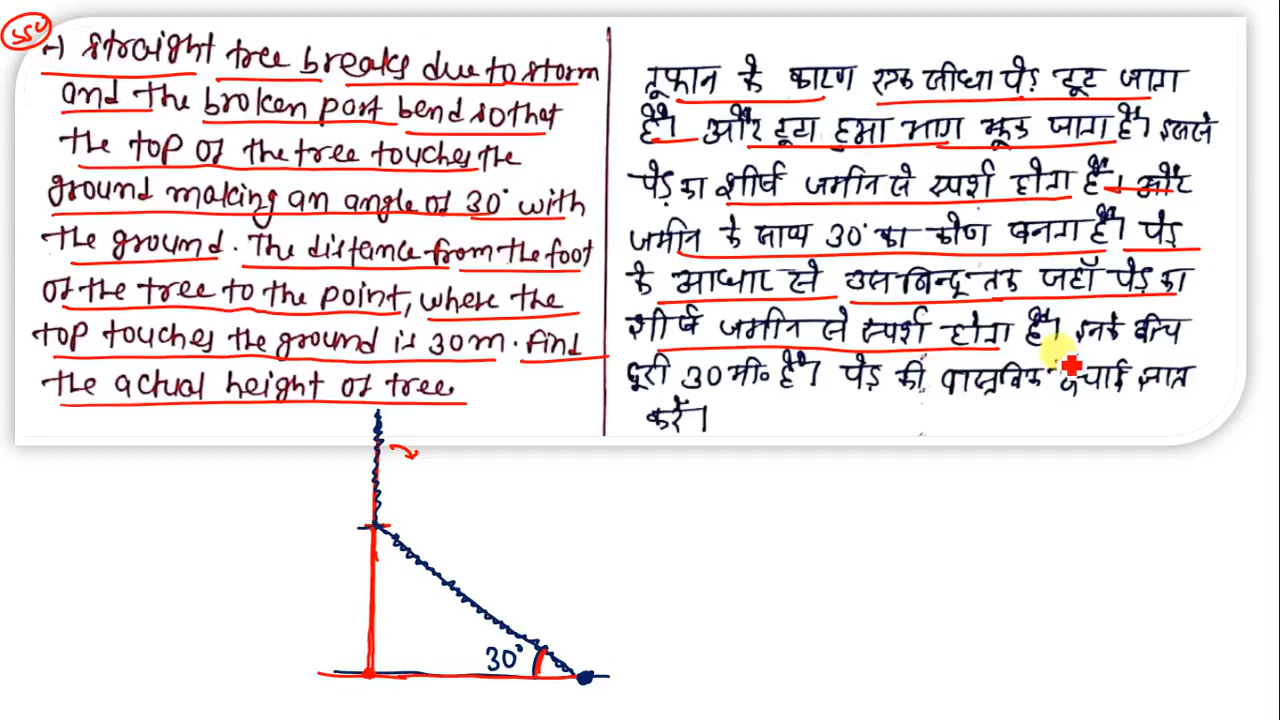 SSC
→ straight tree breaks due to storm
and the broken part bend so that
the top of the tree touches the
ground making an angle of 30° with
the ground. The distance from the foot
of the tree to the point, where the
top touches the ground is 30m. find
the actual height of tree.
तूफान के कारण एक सीधा पेड़ टूट जाता
है। और टूटा हुआ भाग झुक जाता है। इससे
पेड़ का शीर्ष जमीन से स्पर्श होता है। और
जमीन के साथ 30° का कोण बनता है। पेड़
के आधार से उस बिन्दू तक जहाँ पेड़ का
शीर्ष जमीन से स्पर्श होता है। इनके बीच
दूरी 30 मी० है। पेड़ की वास्तविक ऊँचाई ज्ञात
करें।
30°